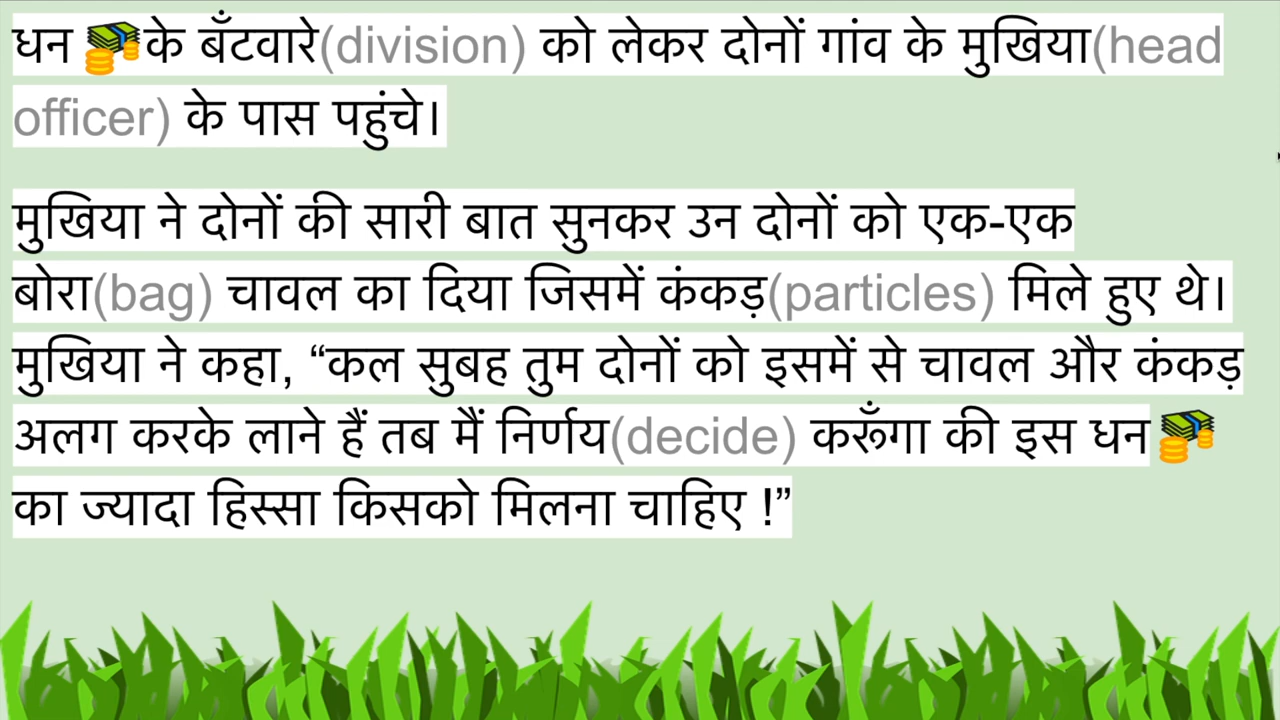 धन 💵के बँटवारे(division) को लेकर दोनों गांव के मुखिया(head
officer) के पास पहुंचे।
मुखिया ने दोनों की सारी बात सुनकर उन दोनों को एक-एक
बोरा(bag) चावल का दिया जिसमें कंकड़(particles) मिले हुए थे।
मुखिया ने कहा, “कल सुबह तुम दोनों को इसमें से चावल और कंकड़
अलग करके लाने हैं तब मैं निर्णय(decide) करूँगा की इस धन
का ज्यादा हिस्सा किसको मिलना चाहिए !”